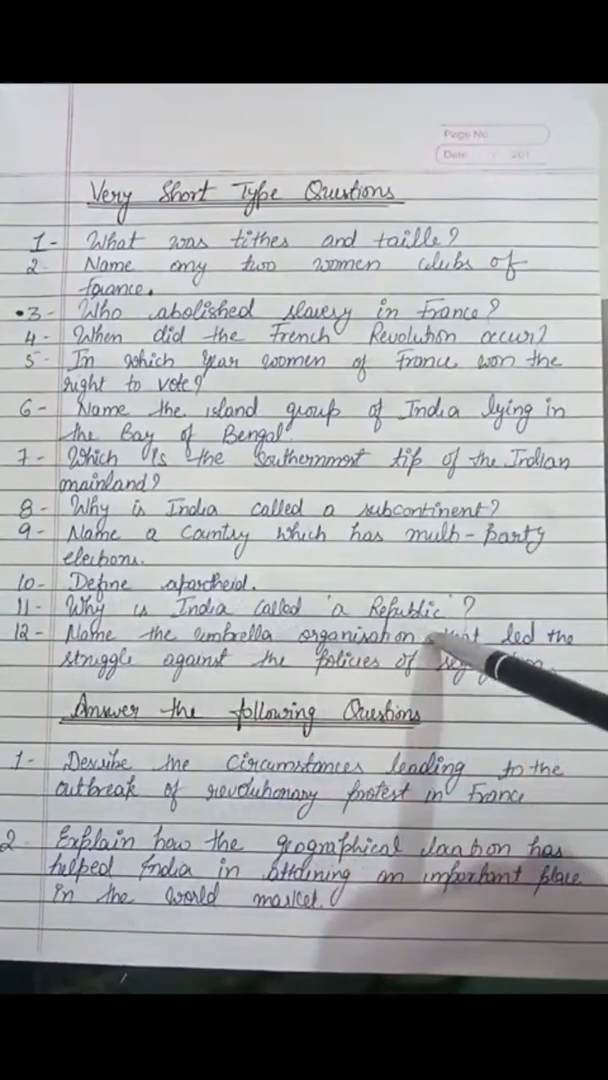 Page No.
Date / / 201
Very Short Type Questions
1- What was tithes and taille?
2- Name any two women clubs of
france.
•3- Who abolished slavery in France?
4- When did the French Revolution occur?
5- In which year women of France won the
right to vote?
6- Name the island group of India lying in
the Bay of Bengal.
7- Which is the Southernmost tip of the Indian
mainland?
8- Why is India called a subcontinent?
9- Name a Country which has multi-party
elections.
10- Define apartheid.
11- Why is India called 'a Republic'?
12- Name the umbrella organisation that led the
struggle against the policies of
Answer the following Questions
1- Describe the circumstances leading to the
outbreak of revolutionary protest in France
2 Explain how the geographical location has
helped India in attaining an important place
in the world market.